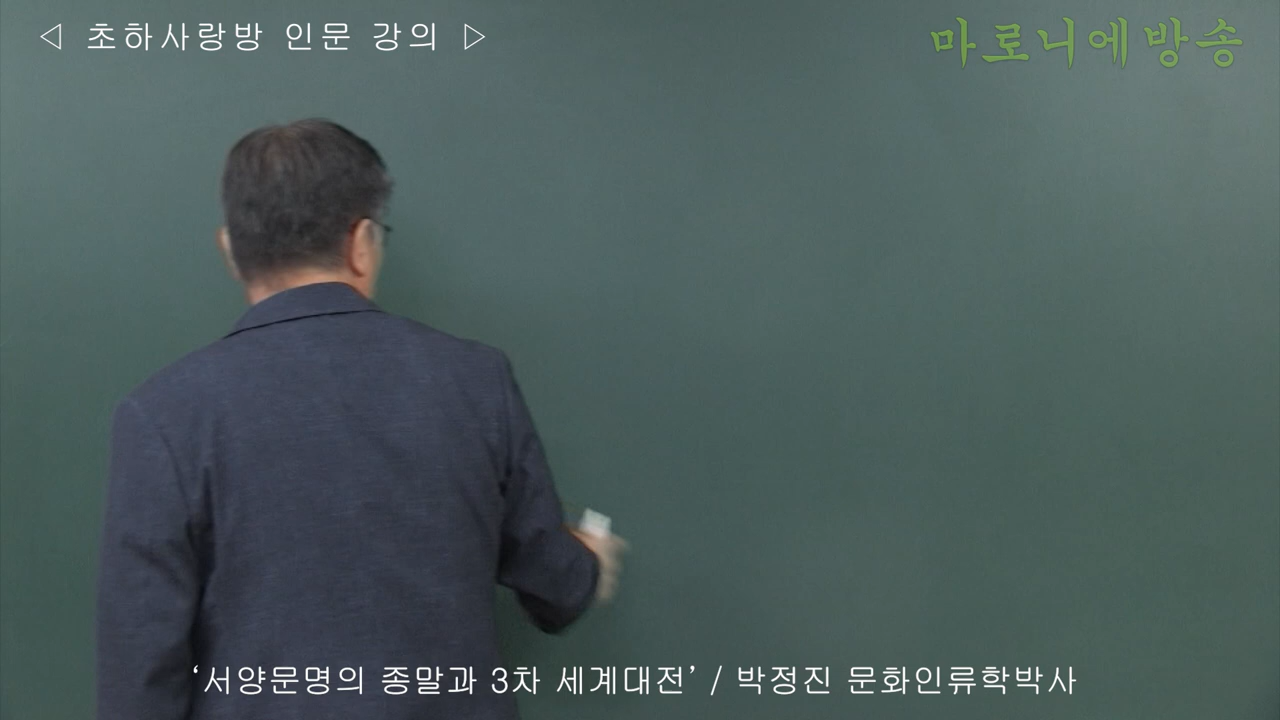 ◁ 초하사랑방 인문 강의 ▷
마로니에방송
‘서양문명의 종말과 3차 세계대전’ / 박정진 문화인류학박사